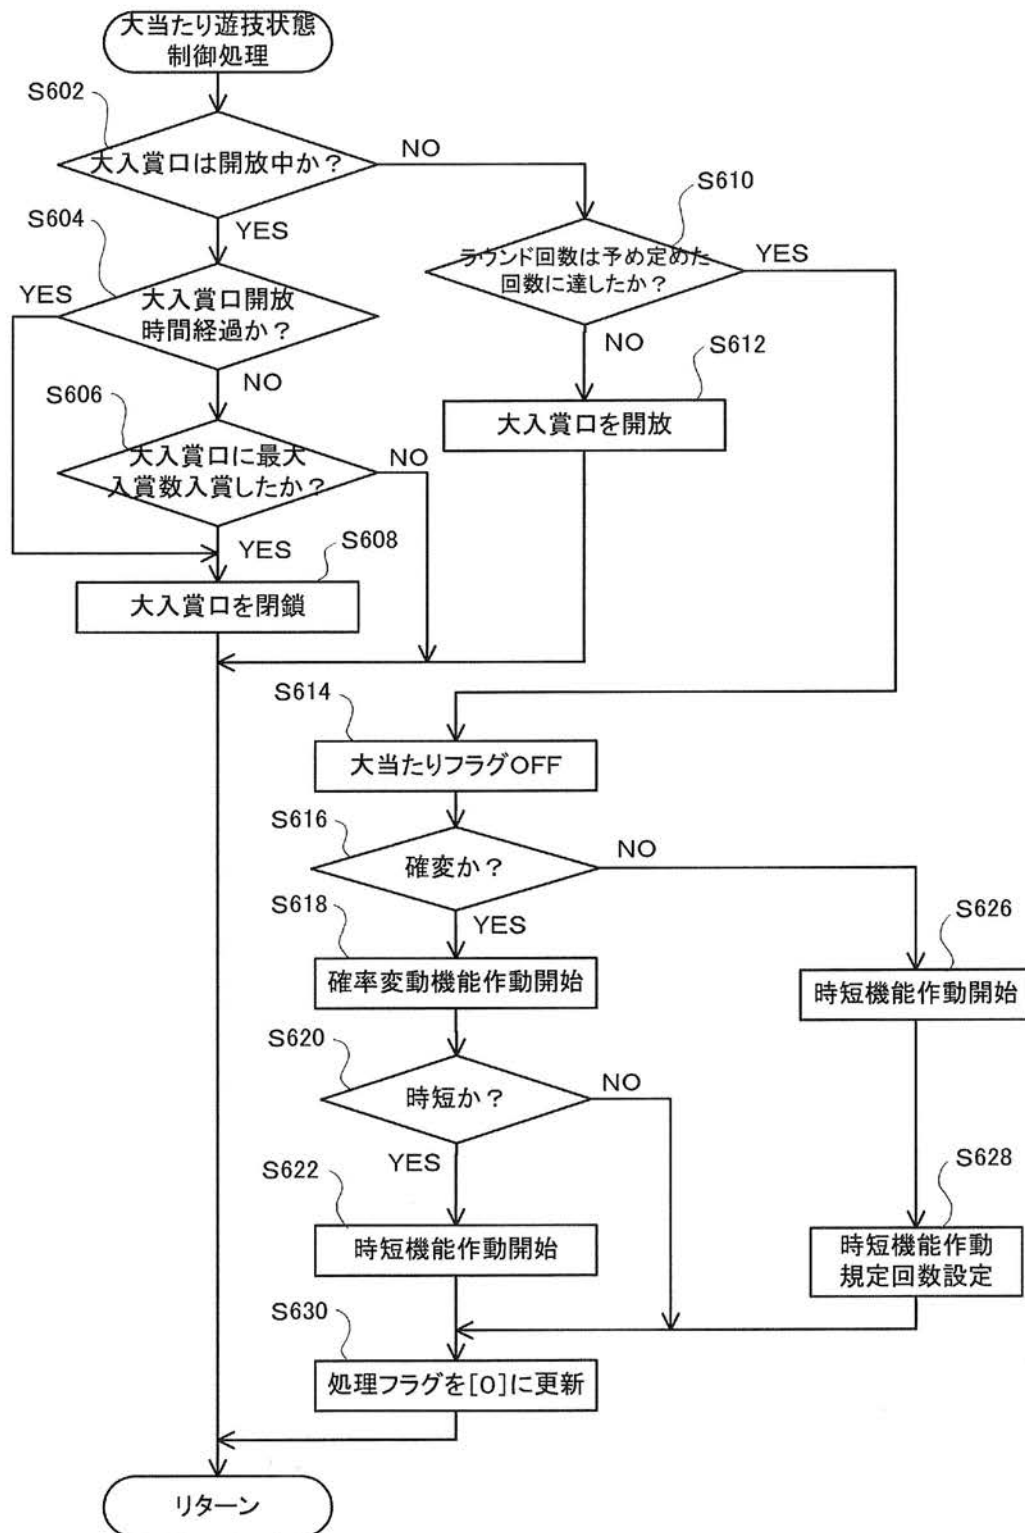 大当たり遊技状態
制御処理
S602
大入賞口は開放中か？
NO
YES
S610
ラウンド回数は予め定めた
回数に達したか？
YES
NO
S604
YES
大入賞口開放
時間経過か？
NO
S612
大入賞口を開放
S606
大入賞口に最大
入賞数入賞したか？
NO
YES
S608
大入賞口を閉鎖
S614
大当たりフラグOFF
S616
確変か？
NO
YES
S618
確率変動機能作動開始
S626
時短機能作動開始
S620
時短か？
NO
YES
S622
時短機能作動開始
S628
時短機能作動
規定回数設定
S630
処理フラグを[0]に更新
リターン